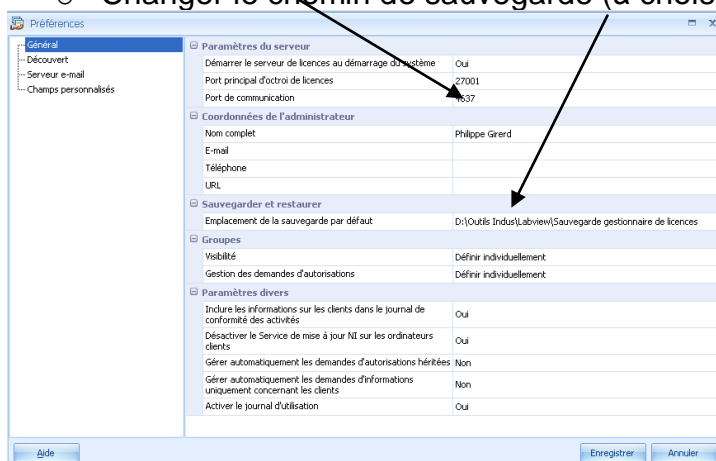 ○ Changer le chemin de sauvegarde (à chois
Préférences
Général
Découvert
Serveur e-mail
Champs personnalisés
Paramètres du serveur
Démarrer le serveur de licences au démarrage du système Oui
Port principal d'octroi de licences 27001
Port de communication 4637
Coordonnées de l'administrateur
Nom complet Philippe Girerd
E-mail
Téléphone
URL
Sauvegarder et restaurer
Emplacement de la sauvegarde par défaut D:\Outils Indus\Labview\Sauvegarde gestionnaire de licences
Groupes
Visibilité Définir individuellement
Gestion des demandes d'autorisations Définir individuellement
Paramètres divers
Inclure les informations sur les clients dans le journal de
conformité des activités Oui
Désactiver le Service de mise à jour NI sur les ordinateurs
clients Oui
Gérer automatiquement les demandes d'autorisations héritées Non
Gérer automatiquement les demandes d'informations
uniquement concernant les clients Non
Activer le journal d'utilisation Oui
Aide
Enregistrer
Annuler